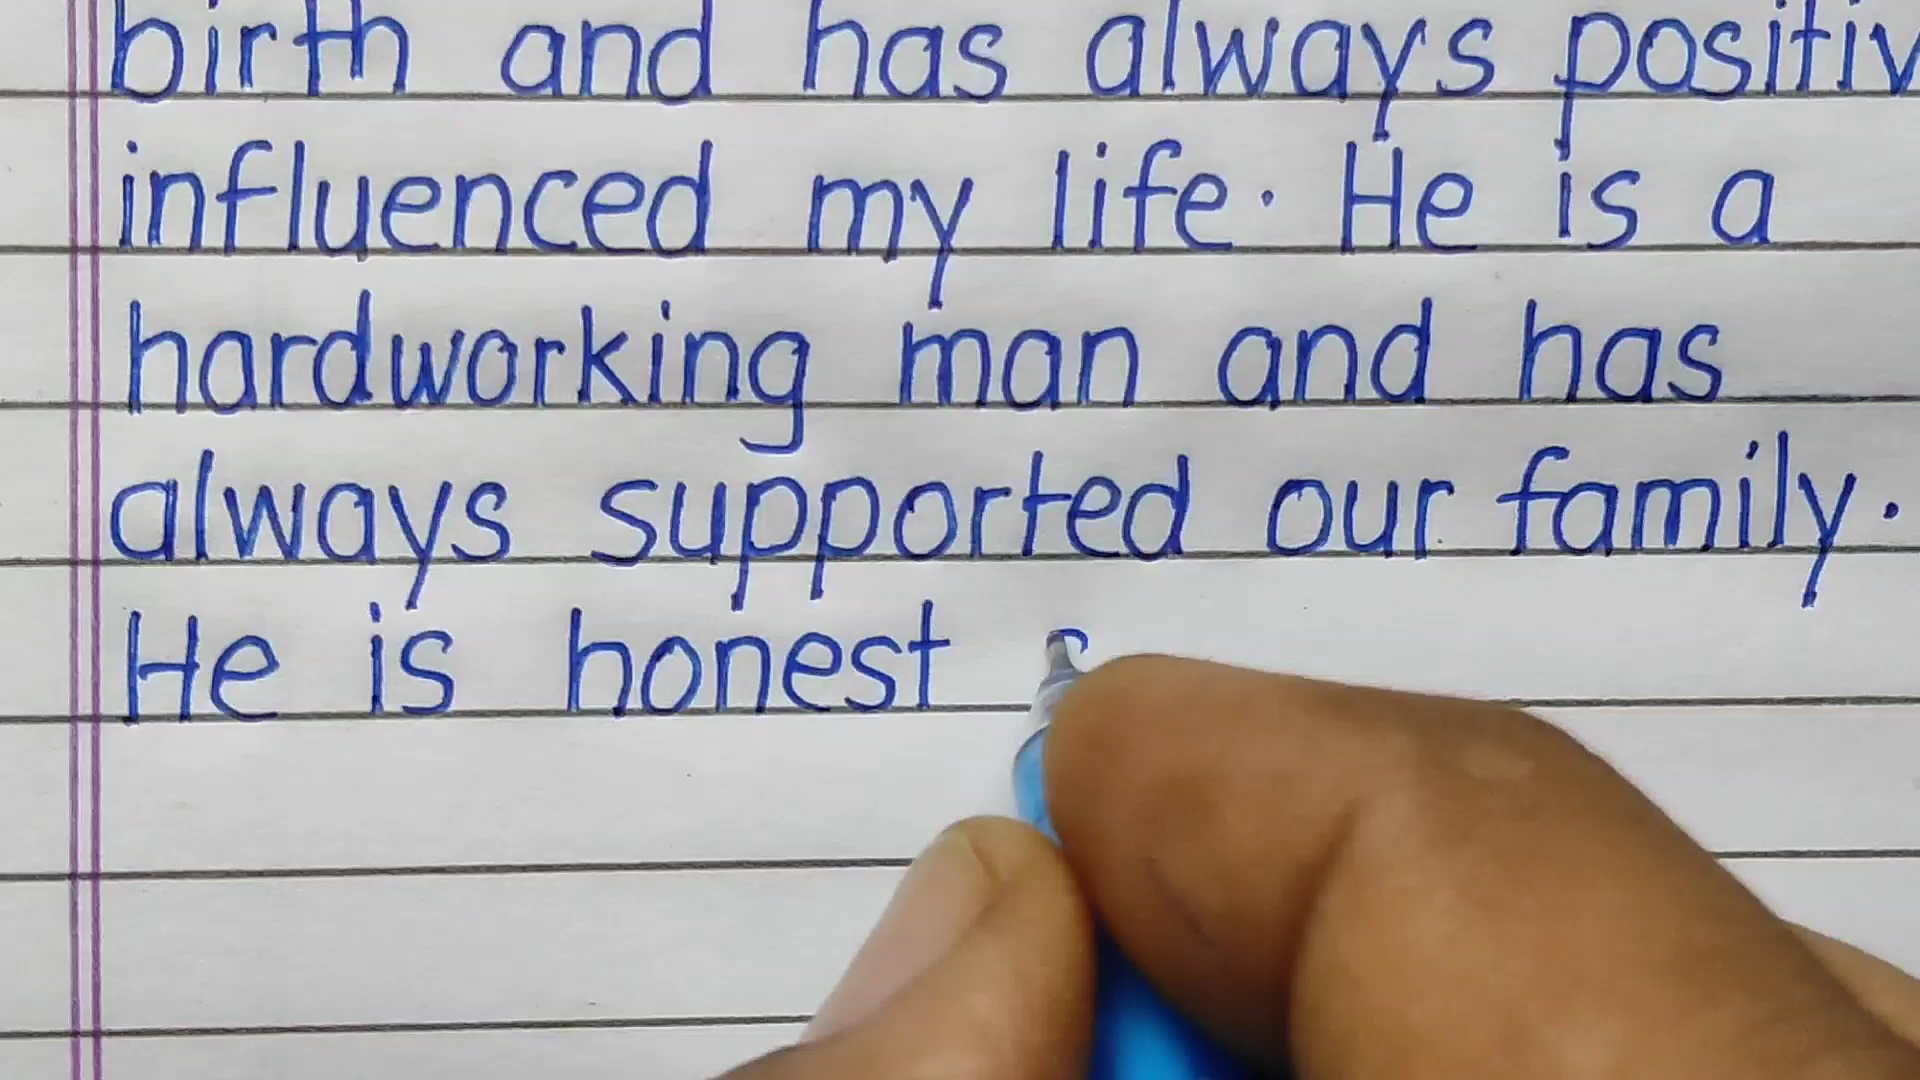 birth and has always positiv
influenced my life. He is a
hardworking man and has
always supported our family.
He is honest